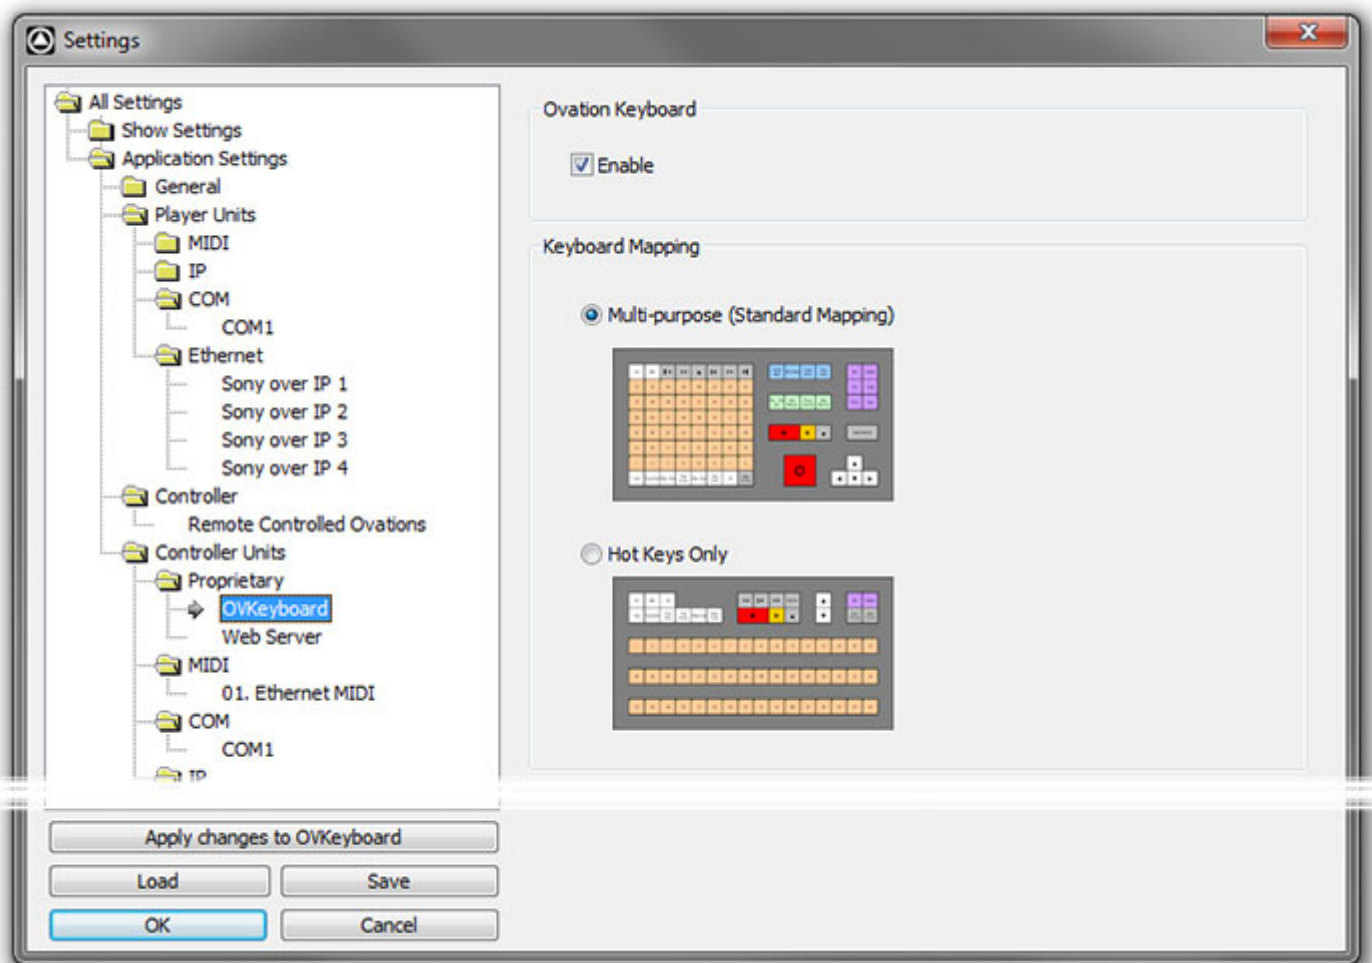 Settings
All Settings
Show Settings
Application Settings
General
Player Units
MIDI
IP
COM
COM1
Ethernet
Sony over IP 1
Sony over IP 2
Sony over IP 3
Sony over IP 4
Controller
Remote Controlled Ovations
Controller Units
Proprietary
OVKeyboard
Web Server
MIDI
01. Ethernet MIDI
COM
COM1
IP
Apply changes to OVKeyboard
Load
Save
OK
Cancel
Ovation Keyboard
Enable
Keyboard Mapping
Multi-purpose (Standard Mapping)
Hot Keys Only